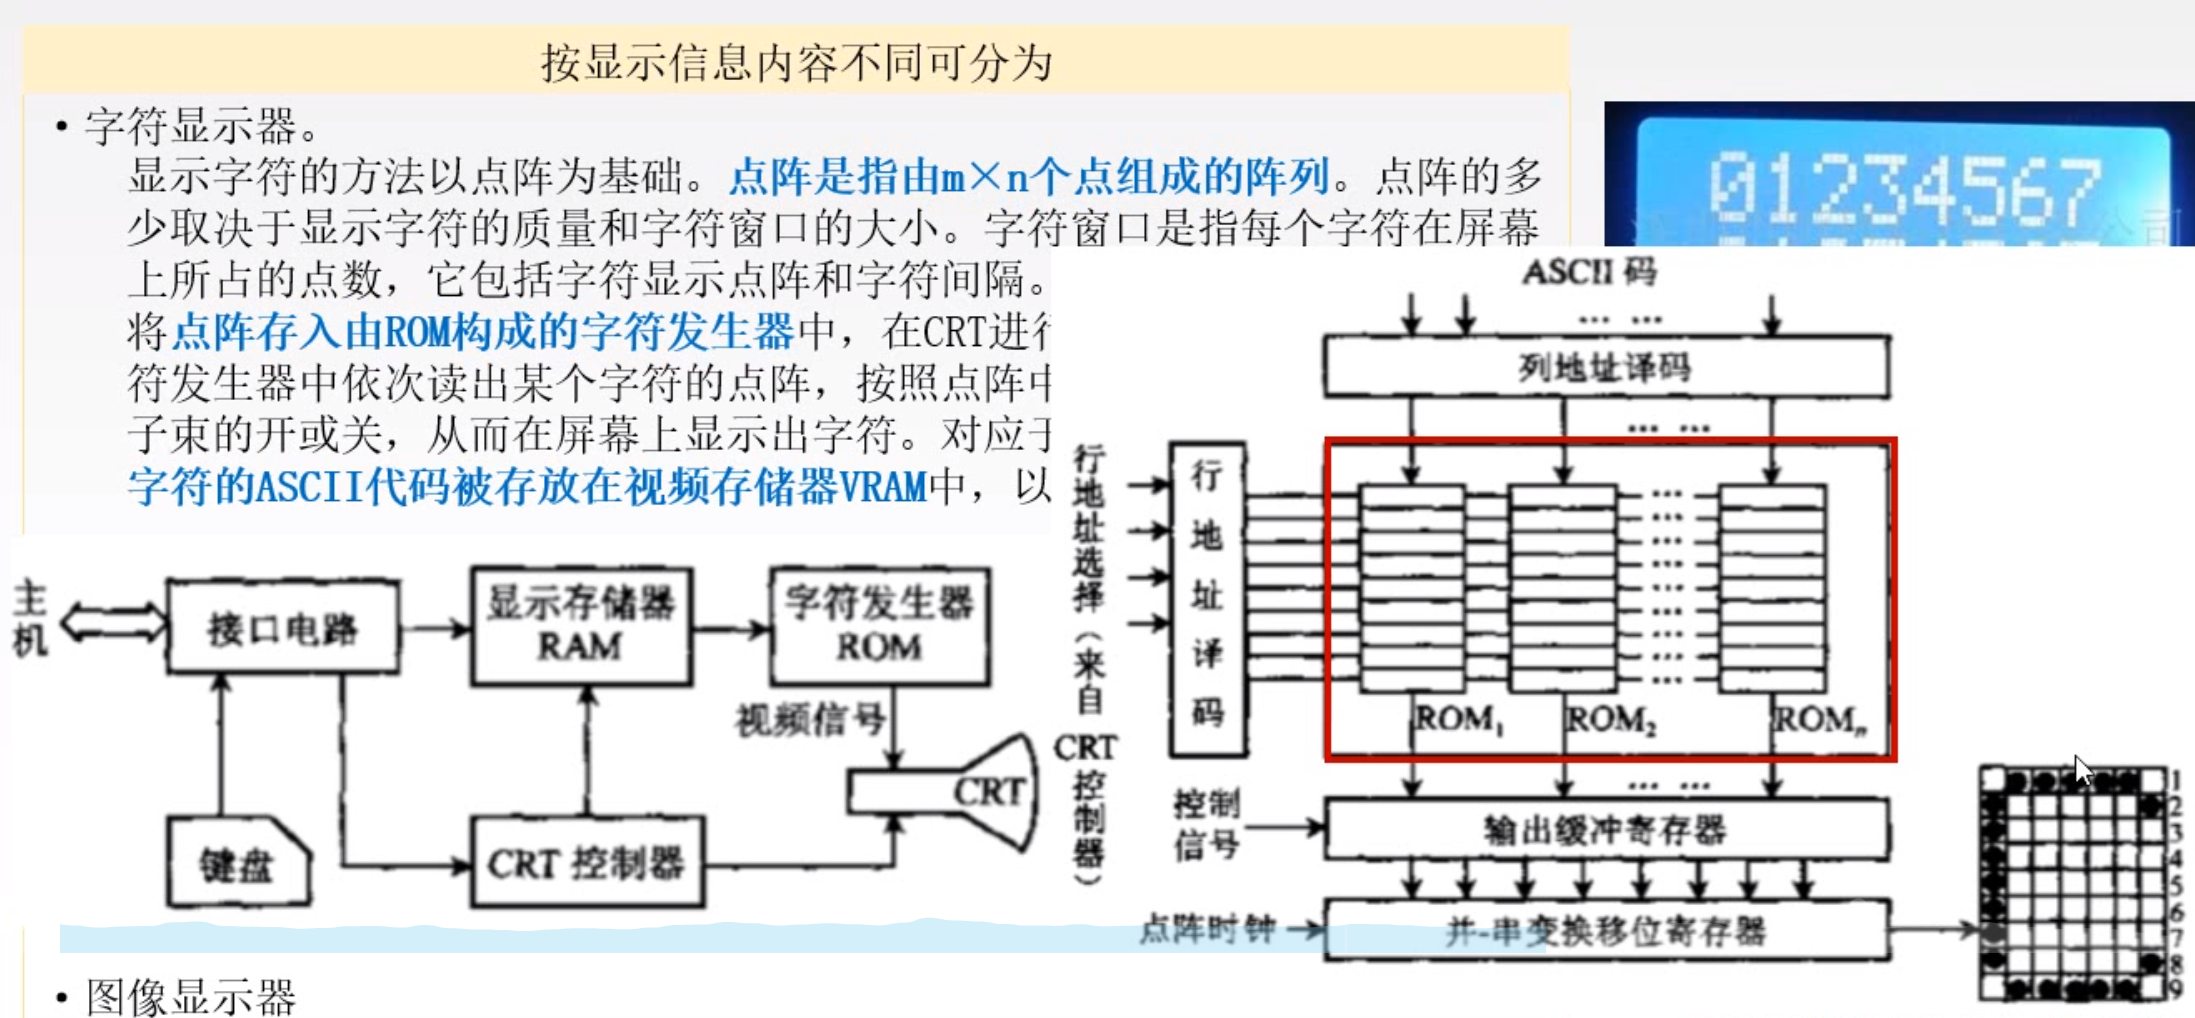 按显示信息内容不同可分为
• 字符显示器。
显示字符的方法以点阵为基础。点阵是指由m×n个点组成的阵列。点阵的多
少取决于显示字符的质量和字符窗口的大小。字符窗口是指每个字符在屏幕
上所占的点数，它包括字符显示点阵和字符间隔。
将点阵存入由ROM构成的字符发生器中，在CRT进行
符发生器中依次读出某个字符的点阵，按照点阵中
子束的开或关，从而在屏幕上显示出字符。对应于
字符的ASCII代码被存放在视频存储器VRAM中，以
01234567
公司
主机
接口电路
显示存储器
RAM
字符发生器
ROM
视频信号
CRT
键盘
CRT 控制器
ASCII 码
... ...
列地址译码
... ...
行地址选择（来自CRT控制器）
行地址译码
ROM₁
ROM₂
ROMₙ
... ...
控制
信号
输出缓冲寄存器
点阵时钟
并-串变换移位寄存器
1
2
3
4
5
6
7
8
9
• 图像显示器